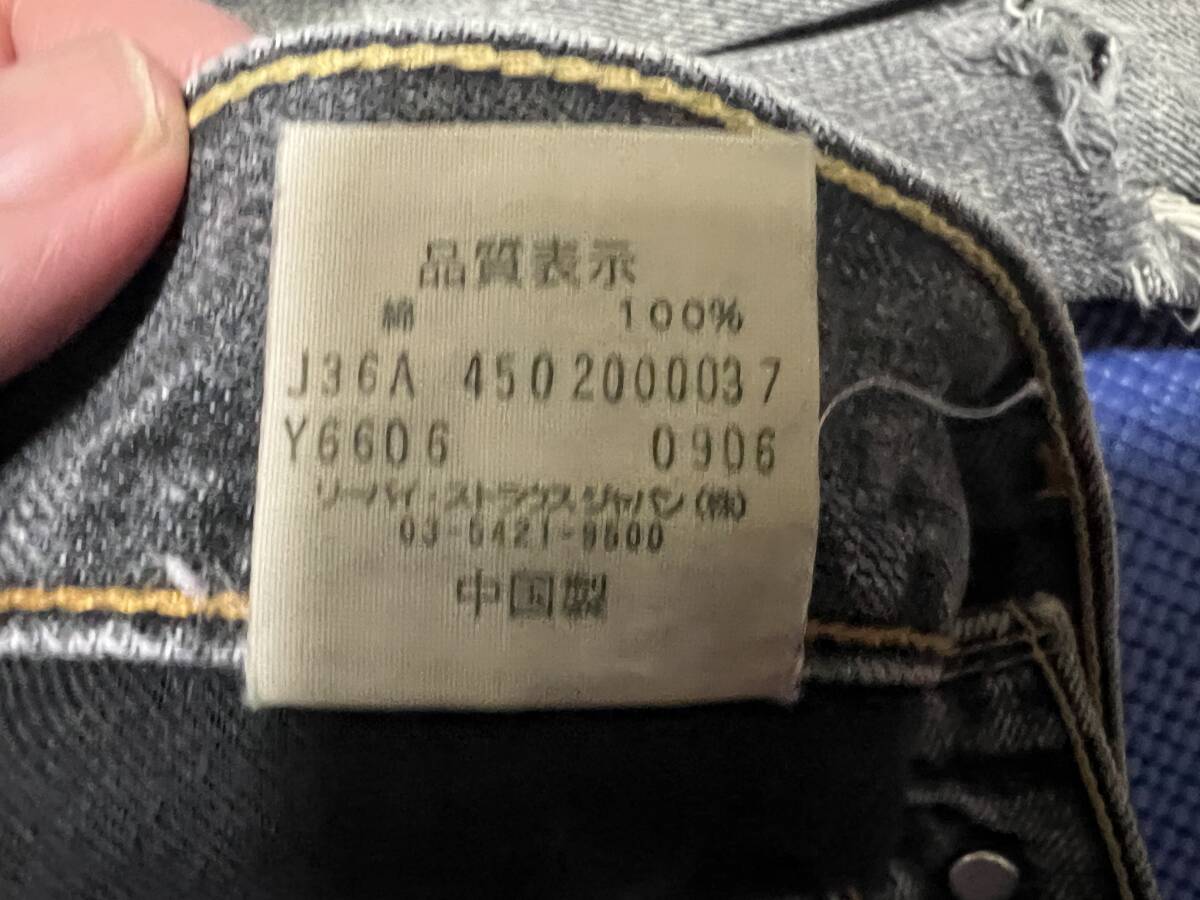 品質表示
綿 100%
J36A 4502000037
Y6606 0906
リーバイ・ストラウスジャパン(株)
03-5421-9800
中国製